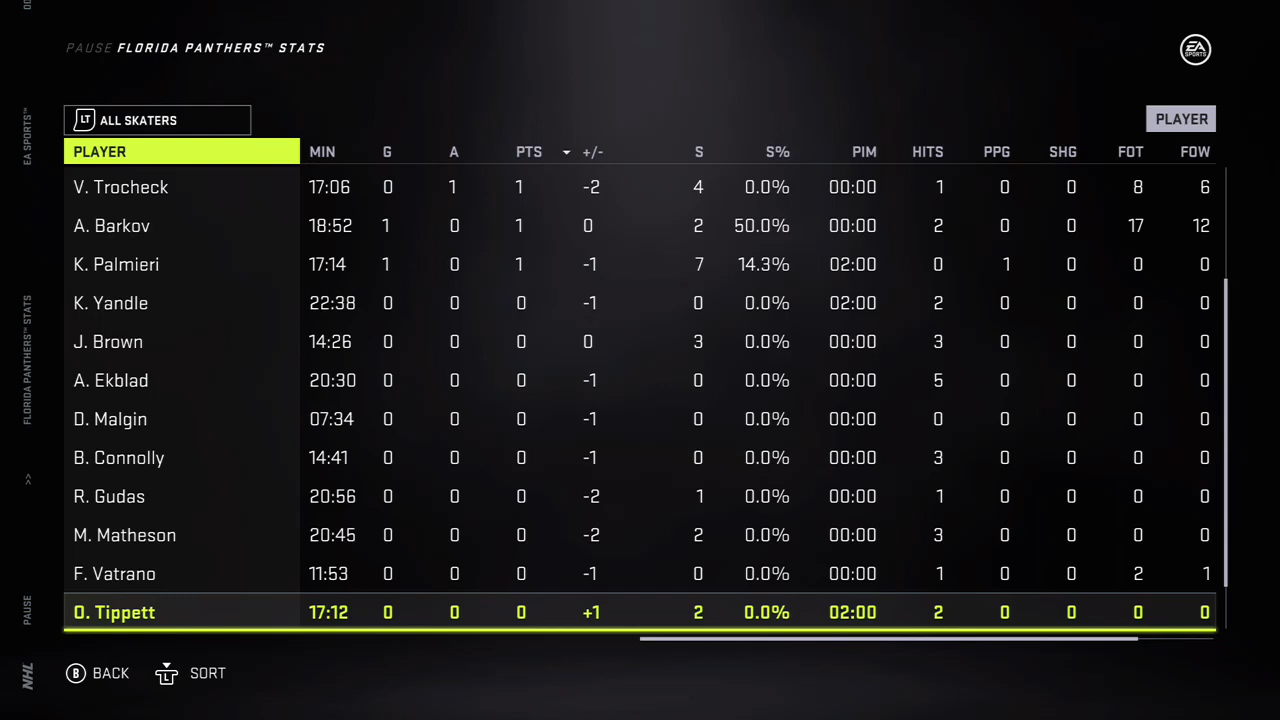 PAUSE FLORIDA PANTHERS™ STATS
EA SPORTS
LT ALL SKATERS
PLAYER
PLAYER MIN G A PTS +/- S S% PIM HITS PPG SHG FOT FOW
V. Trocheck 17:06 0 1 1 -2 4 0.0% 00:00 1 0 0 8 6
A. Barkov 18:52 1 0 1 0 2 50.0% 00:00 2 0 0 17 12
K. Palmieri 17:14 1 0 1 -1 7 14.3% 02:00 0 1 0 0 0
K. Yandle 22:38 0 0 0 -1 0 0.0% 02:00 2 0 0 0 0
J. Brown 14:26 0 0 0 0 3 0.0% 00:00 3 0 0 0 0
A. Ekblad 20:30 0 0 0 -1 0 0.0% 00:00 5 0 0 0 0
D. Malgin 07:34 0 0 0 -1 0 0.0% 00:00 0 0 0 0 0
B. Connolly 14:41 0 0 0 -1 0 0.0% 00:00 3 0 0 0 0
R. Gudas 20:56 0 0 0 -2 1 0.0% 00:00 1 0 0 0 0
M. Matheson 20:45 0 0 0 -2 2 0.0% 00:00 3 0 0 0 0
F. Vatrano 11:53 0 0 0 -1 0 0.0% 00:00 1 0 0 2 1
O. Tippett 17:12 0 0 0 +1 2 0.0% 02:00 2 0 0 0 0
B BACK L SORT
NHL
PAUSE
>>
FLORIDA PANTHERS™ STATS
EA SPORTS™